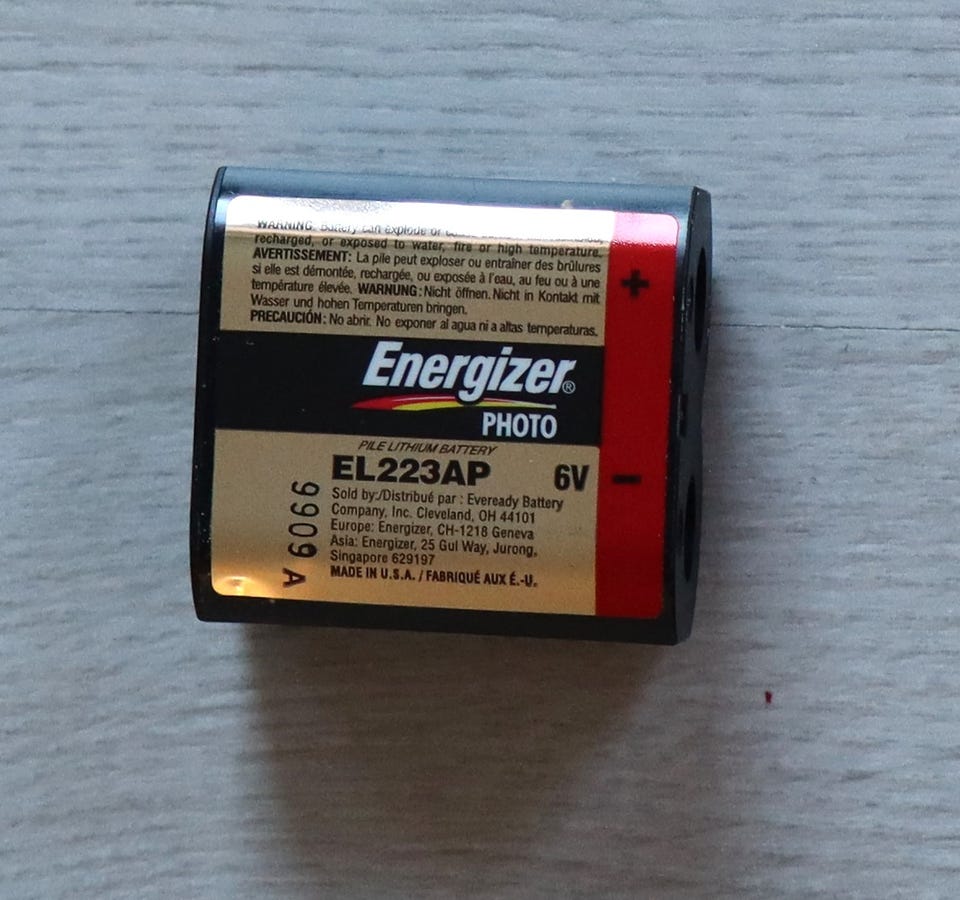 WARNING: Battery can explode or
recharged, or exposed to water, fire or high temperature.
AVERTISSEMENT: La pile peut exploser ou entraîner des brûlures
si elle est démontée, rechargée, ou exposée à l'eau, au feu ou à une
température élevée. WARNUNG: Nicht öffnen. Nicht in Kontakt mit
Wasser und hohen Temperaturen bringen.
PRECAUCIÓN: No abrir. No exponer al agua ni a altas temperaturas.
+
Energizer®
PHOTO
PILE LITHIUM BATTERY
EL223AP 6V −
Sold by:/Distribué par : Eveready Battery
Company, Inc. Cleveland, OH 44101
Europe: Energizer, CH-1218 Geneva
Asia: Energizer, 25 Gul Way, Jurong,
Singapore 629197
MADE IN U.S.A. / FABRIQUÉ AUX É.-U.
9909 A